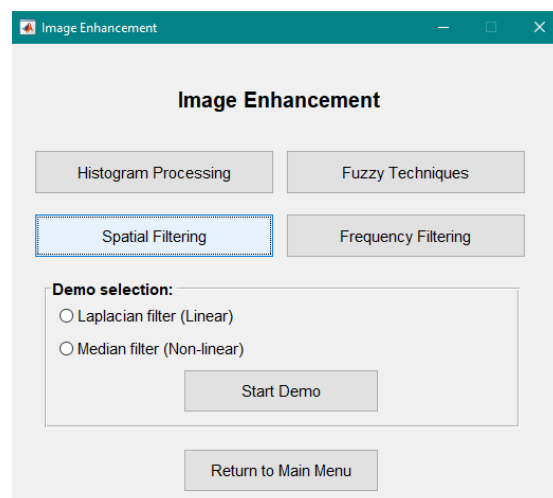 Image Enhancement
Image Enhancement
Histogram Processing
Fuzzy Techniques
Spatial Filtering
Frequency Filtering
Demo selection:
Laplacian filter (Linear)
Median filter (Non-linear)
Start Demo
Return to Main Menu